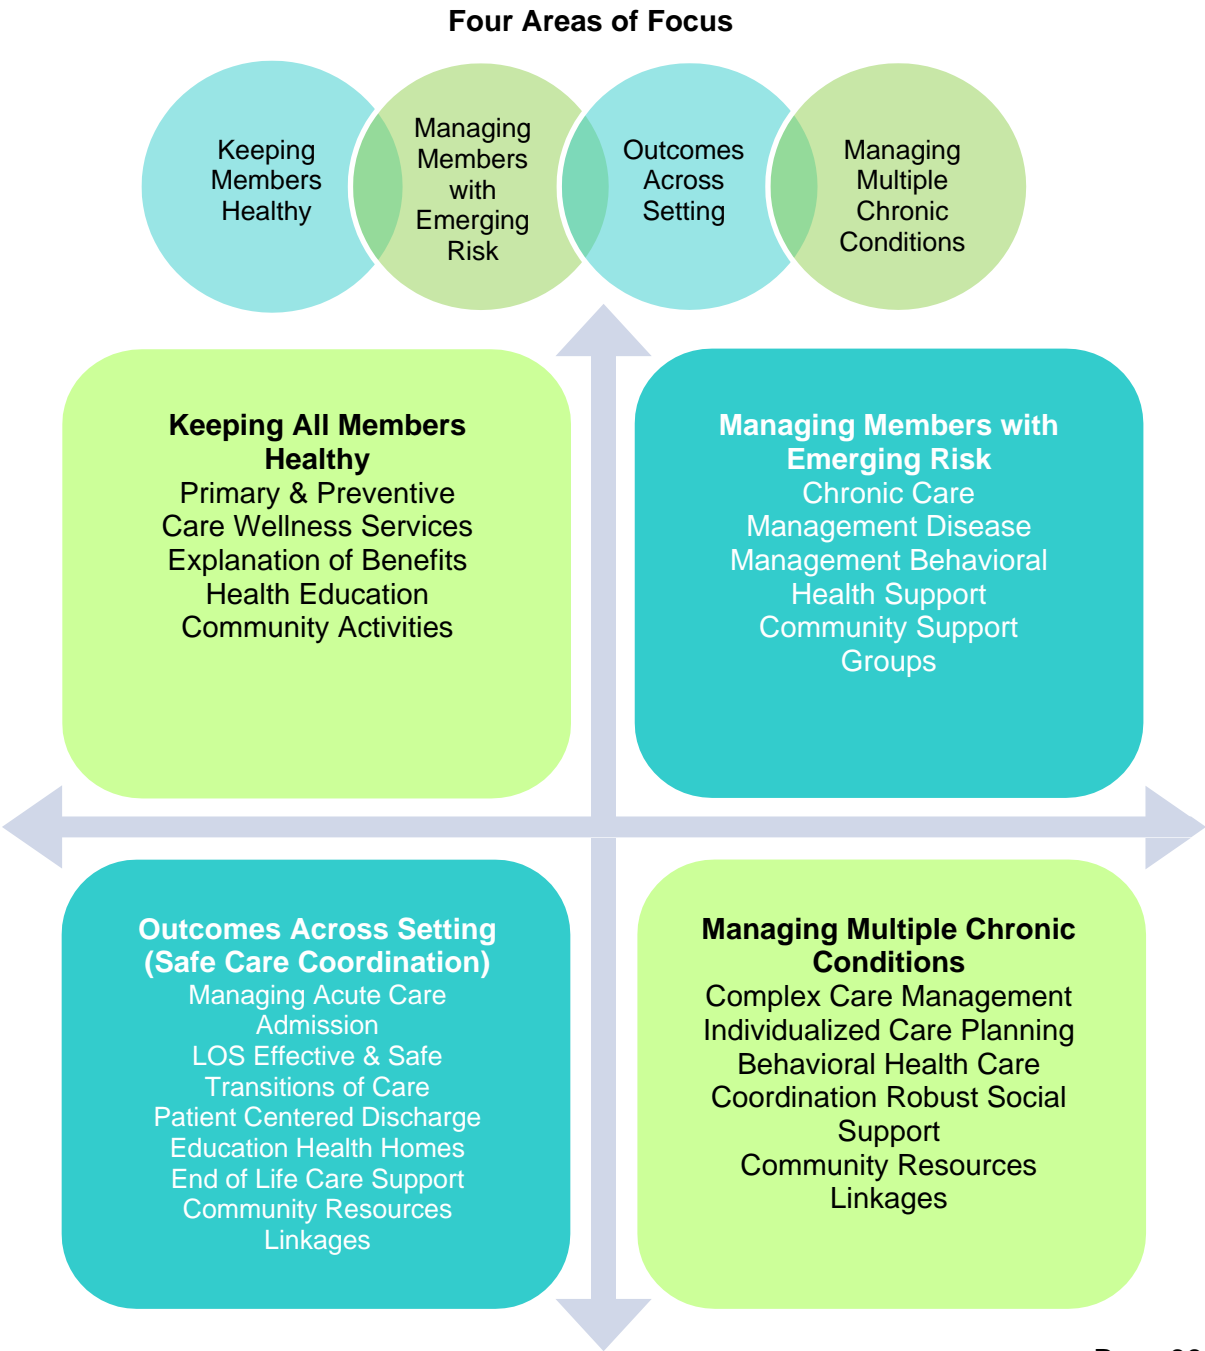 Four Areas of Focus
Keeping
Members
Healthy
Managing
Members
with
Emerging
Risk
Outcomes
Across
Setting
Managing
Multiple
Chronic
Conditions
Keeping All Members
Healthy
Primary & Preventive
Care Wellness Services
Explanation of Benefits
Health Education
Community Activities
Managing Members with
Emerging Risk
Chronic Care
Management Disease
Management Behavioral
Health Support
Community Support
Groups
Outcomes Across Setting
(Safe Care Coordination)
Managing Acute Care
Admission
LOS Effective & Safe
Transitions of Care
Patient Centered Discharge
Education Health Homes
End of Life Care Support
Community Resources
Linkages
Managing Multiple Chronic
Conditions
Complex Care Management
Individualized Care Planning
Behavioral Health Care
Coordination Robust Social
Support
Community Resources
Linkages